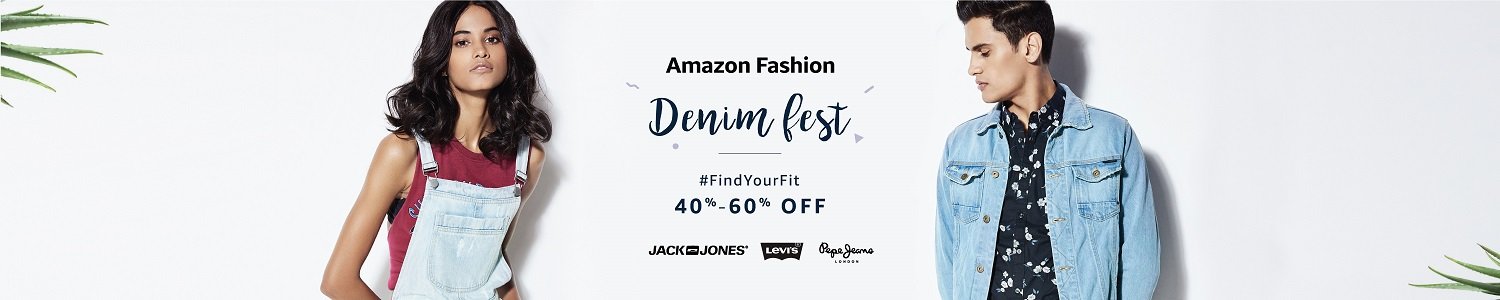 Amazon Fashion
Denim fest
#FindYourFit
40%-60% OFF
JACK JONES® Levi's Pepe Jeans
LONDON